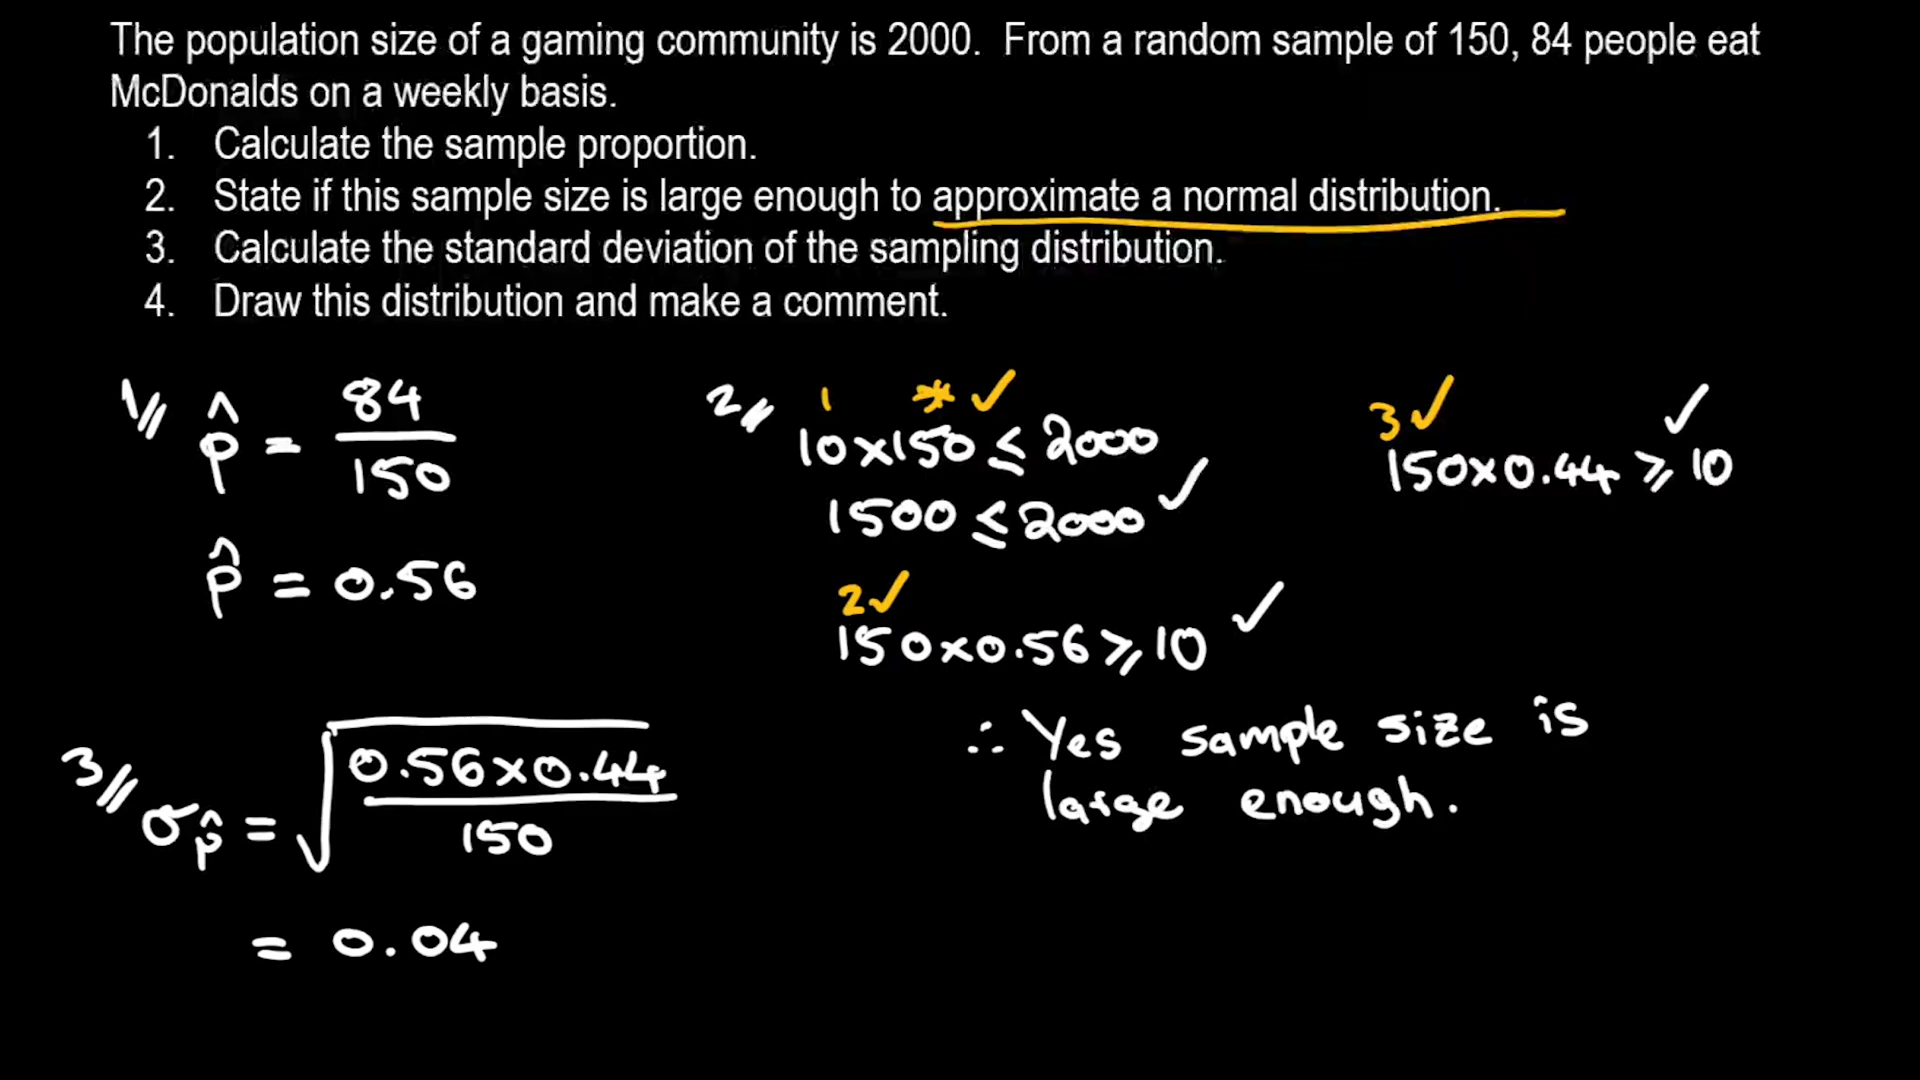 The population size of a gaming community is 2000. From a random sample of 150, 84 people eat
McDonalds on a weekly basis.
1. Calculate the sample proportion.
2. State if this sample size is large enough to approximate a normal distribution.
3. Calculate the standard deviation of the sampling distribution.
4. Draw this distribution and make a comment.
1// p̂ = 84/150
p̂ = 0.56
2// 1 * ✓
10×150 ≤ 2000
1500 ≤ 2000 ✓
2 ✓
150×0.56 ≥ 10 ✓
3 ✓ ✓
150×0.44 ≥ 10
∴ Yes sample size is
large enough.
3// σp̂ = √(0.56×0.44/150)
= 0.04